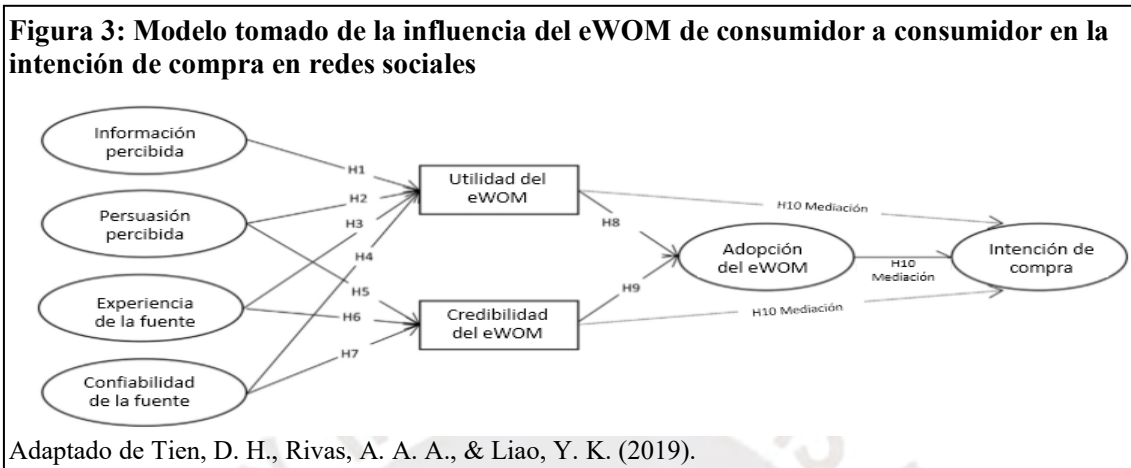 Figura 3: Modelo tomado de la influencia del eWOM de consumidor a consumidor en la
intención de compra en redes sociales
Información
percibida
Persuasión
percibida
Experiencia
de la fuente
Confiabilidad
de la fuente
H1
H2
H3
H4
H5
H6
H7
Utilidad del
eWOM
Credibilidad
del eWOM
H8
H9
H10 Mediación
Adopción
del eWOM
H10
Mediación
H10 Mediación
Intención de
compra
Adaptado de Tien, D. H., Rivas, A. A. A., & Liao, Y. K. (2019).